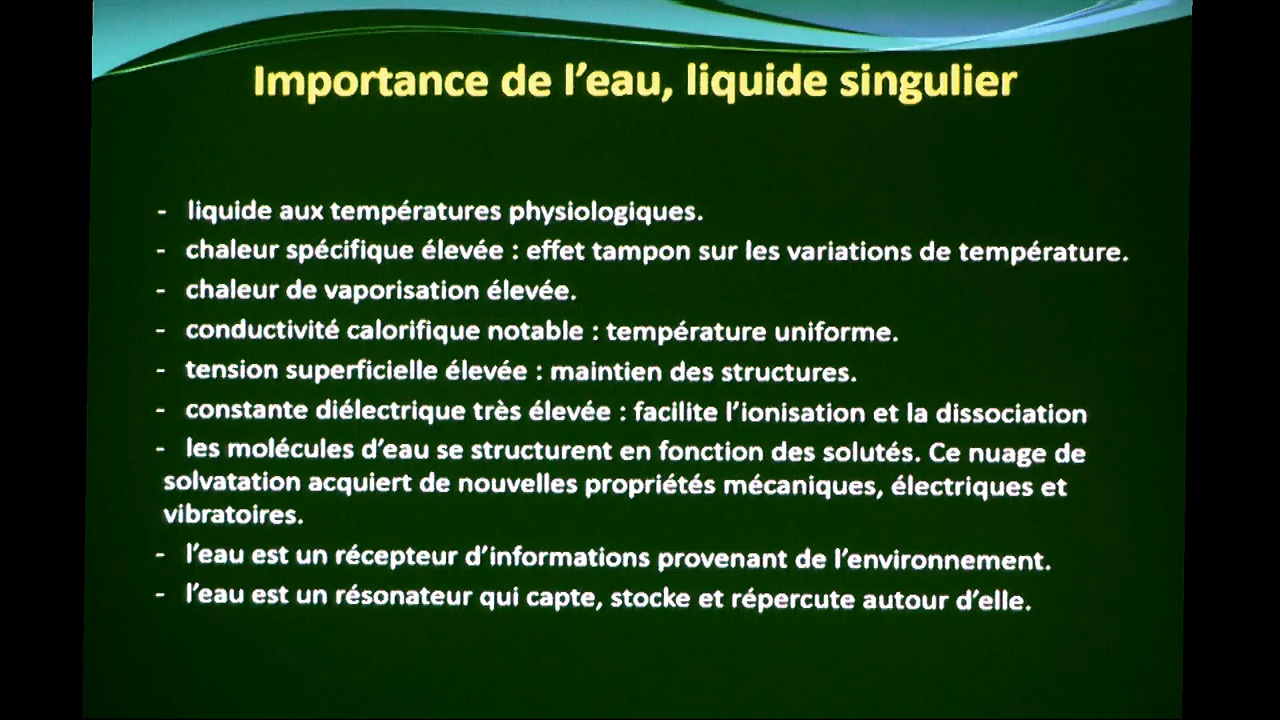 Importance de l'eau, liquide singulier
- liquide aux températures physiologiques.
- chaleur spécifique élevée : effet tampon sur les variations de température.
- chaleur de vaporisation élevée.
- conductivité calorifique notable : température uniforme.
- tension superficielle élevée : maintien des structures.
- constante diélectrique très élevée : facilite l'ionisation et la dissociation
- les molécules d'eau se structurent en fonction des solutés. Ce nuage de
solvatation acquiert de nouvelles propriétés mécaniques, électriques et
vibratoires.
- l'eau est un récepteur d'informations provenant de l'environnement.
- l'eau est un résonateur qui capte, stocke et répercute autour d'elle.